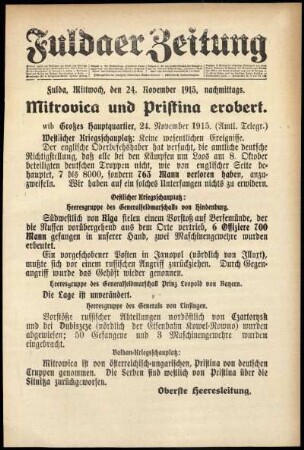 Fuldaer Zeitung
Fulda, Mittwoch, den 24. November 1915, nachmittags.
Mitrovica und Pristina erobert.
wtb Großes Hauptquartier, 24. November 1915. (Amtl. Telegr.)
Westlicher Kriegsschauplatz: Keine wesentlichen Ereignisse.
Der englische Oberbefehlshaber hat versucht, die amtliche deutsche
Richtigstellung, daß alle bei den Kämpfen um Loos am 8. Oktober
beteiligten deutschen Truppen nicht, wie von englischer Seite be-
hauptet, 7 bis 8000, sondern 763 Mann verloren haben, anzu-
zweifeln. Wir haben auf ein solches Unterfangen nichts zu erwidern.
Oestlicher Kriegsschauplatz:
Heeresgruppe des Generalfeldmarschalls von Hindenburg.
Südwestlich von Riga fielen einem Vorstoß auf Bersemünde, der
die Russen vorübergehend aus dem Orte vertrieb, 6 Offiziere 700
Mann gefangen in unsere Hand, zwei Maschinengewehre wurden
erbeutet.
Ein vorgeschobener Posten in Janopol (nördlich von Illuxt),
mußte sich vor einem russischen Angriff zurückziehen. Durch Gegen-
angriff wurde das Gehöft wieder genommen.
Heeresgruppe des Generalfeldmarschall Prinz Leopold von Bayern.
Die Lage ist unverändert.
Heeresgruppe des Generals von Linsingen.
Vorstöße russischer Abteilungen nordöstlich von Czartorysk
und bei Dubizcze (nördlich der Eisenbahn Kowel-Rowno) wurden
abgewiesen; 50 Gefangene und 3 Maschinengewehre wurden
eingebracht.
Balkan-Kriegsschauplatz:
Mitrowica ist von österreichisch-ungarischen, Pristina von deutschen
Truppen genommen. Die Serben sind westlich von Pristina über die
Sitniza zurückgeworfen.
Oberste Heeresleitung.